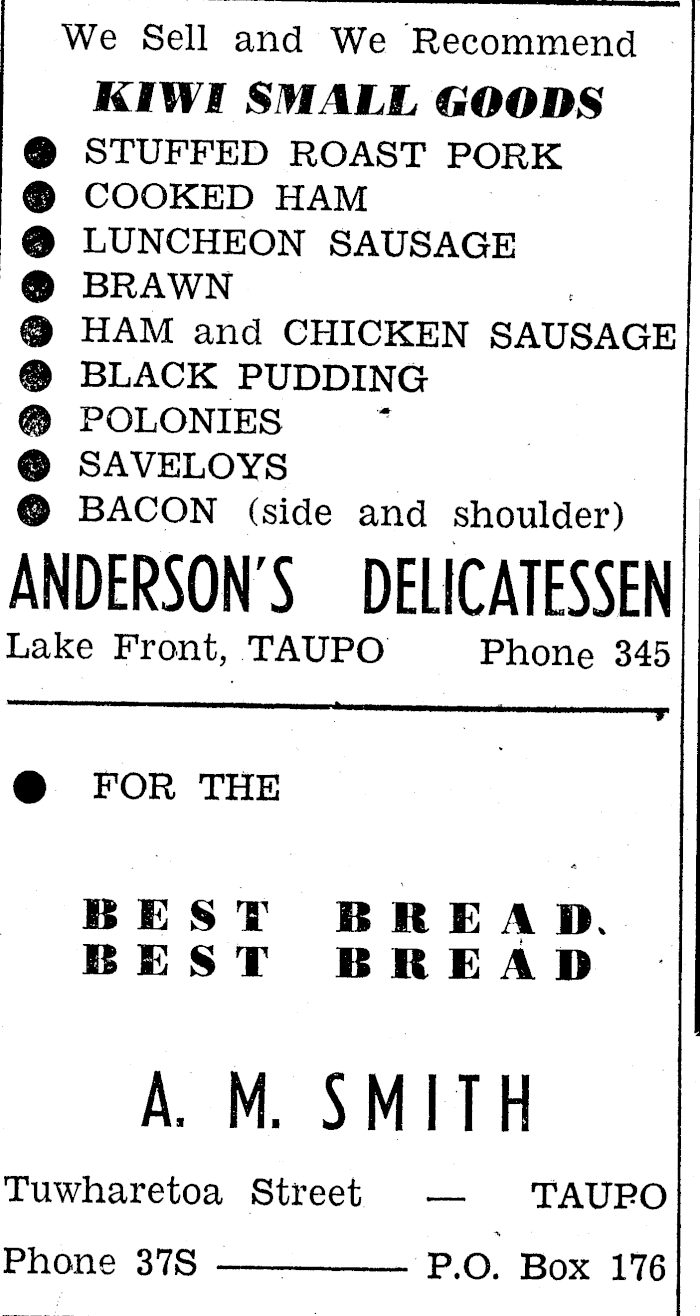 We Sell and We Recommend
KIWI SMALL GOODS
● STUFFED ROAST PORK
● COOKED HAM
● LUNCHEON SAUSAGE
● BRAWN
● HAM and CHICKEN SAUSAGE
● BLACK PUDDING
● POLONIES
● SAVELOYS
● BACON (side and shoulder)
ANDERSON'S DELICATESSEN
Lake Front, TAUPO Phone 345
● FOR THE
BEST BREAD.
BEST BREAD
A. M. SMITH
Tuwharetoa Street — TAUPO
Phone 37S ——— P.O. Box 176